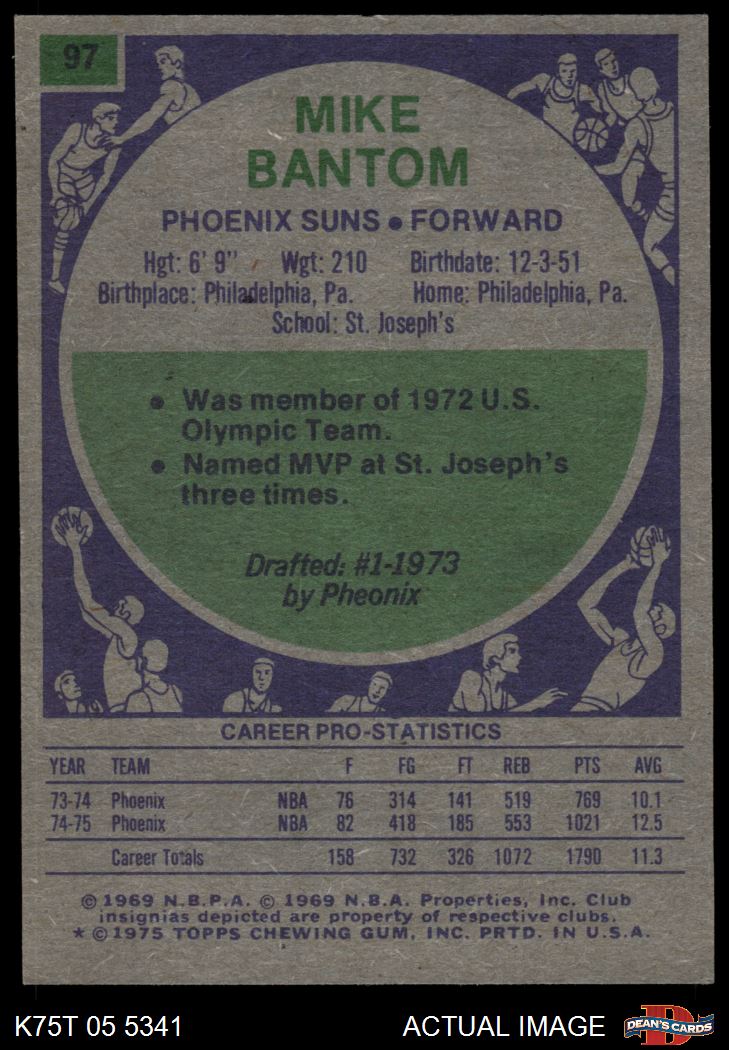 97
MIKE
BANTOM
PHOENIX SUNS • FORWARD
Hgt: 6' 9" Wgt: 210 Birthdate: 12-3-51
Birthplace: Philadelphia, Pa. Home: Philadelphia, Pa.
School: St. Joseph's
• Was member of 1972 U.S.
Olympic Team.
• Named MVP at St. Joseph's
three times.
Drafted: #1-1973
by Pheonix
CAREER PRO-STATISTICS
YEAR TEAM F FG FT REB PTS AVG
73-74 Phoenix NBA 76 314 141 519 769 10.1
74-75 Phoenix NBA 82 418 185 553 1021 12.5
Career Totals 158 732 326 1072 1790 11.3
© 1969 N.B.P.A. © 1969 N.B.A. Properties, Inc. Club
insignias depicted are property of respective clubs.
* © 1975 TOPPS CHEWING GUM, INC. PRTD. IN U.S.A.
K75T 05 5341 ACTUAL IMAGE
D
DEAN'S CARDS